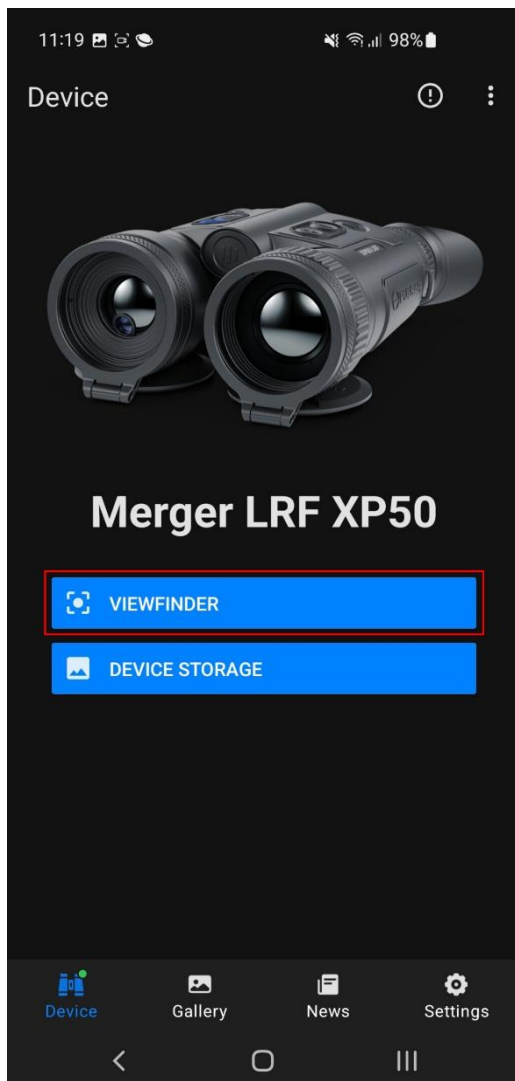 11:19
98%
Device
Merger LRF XP50
VIEWFINDER
DEVICE STORAGE
Device
Gallery
News
Settings